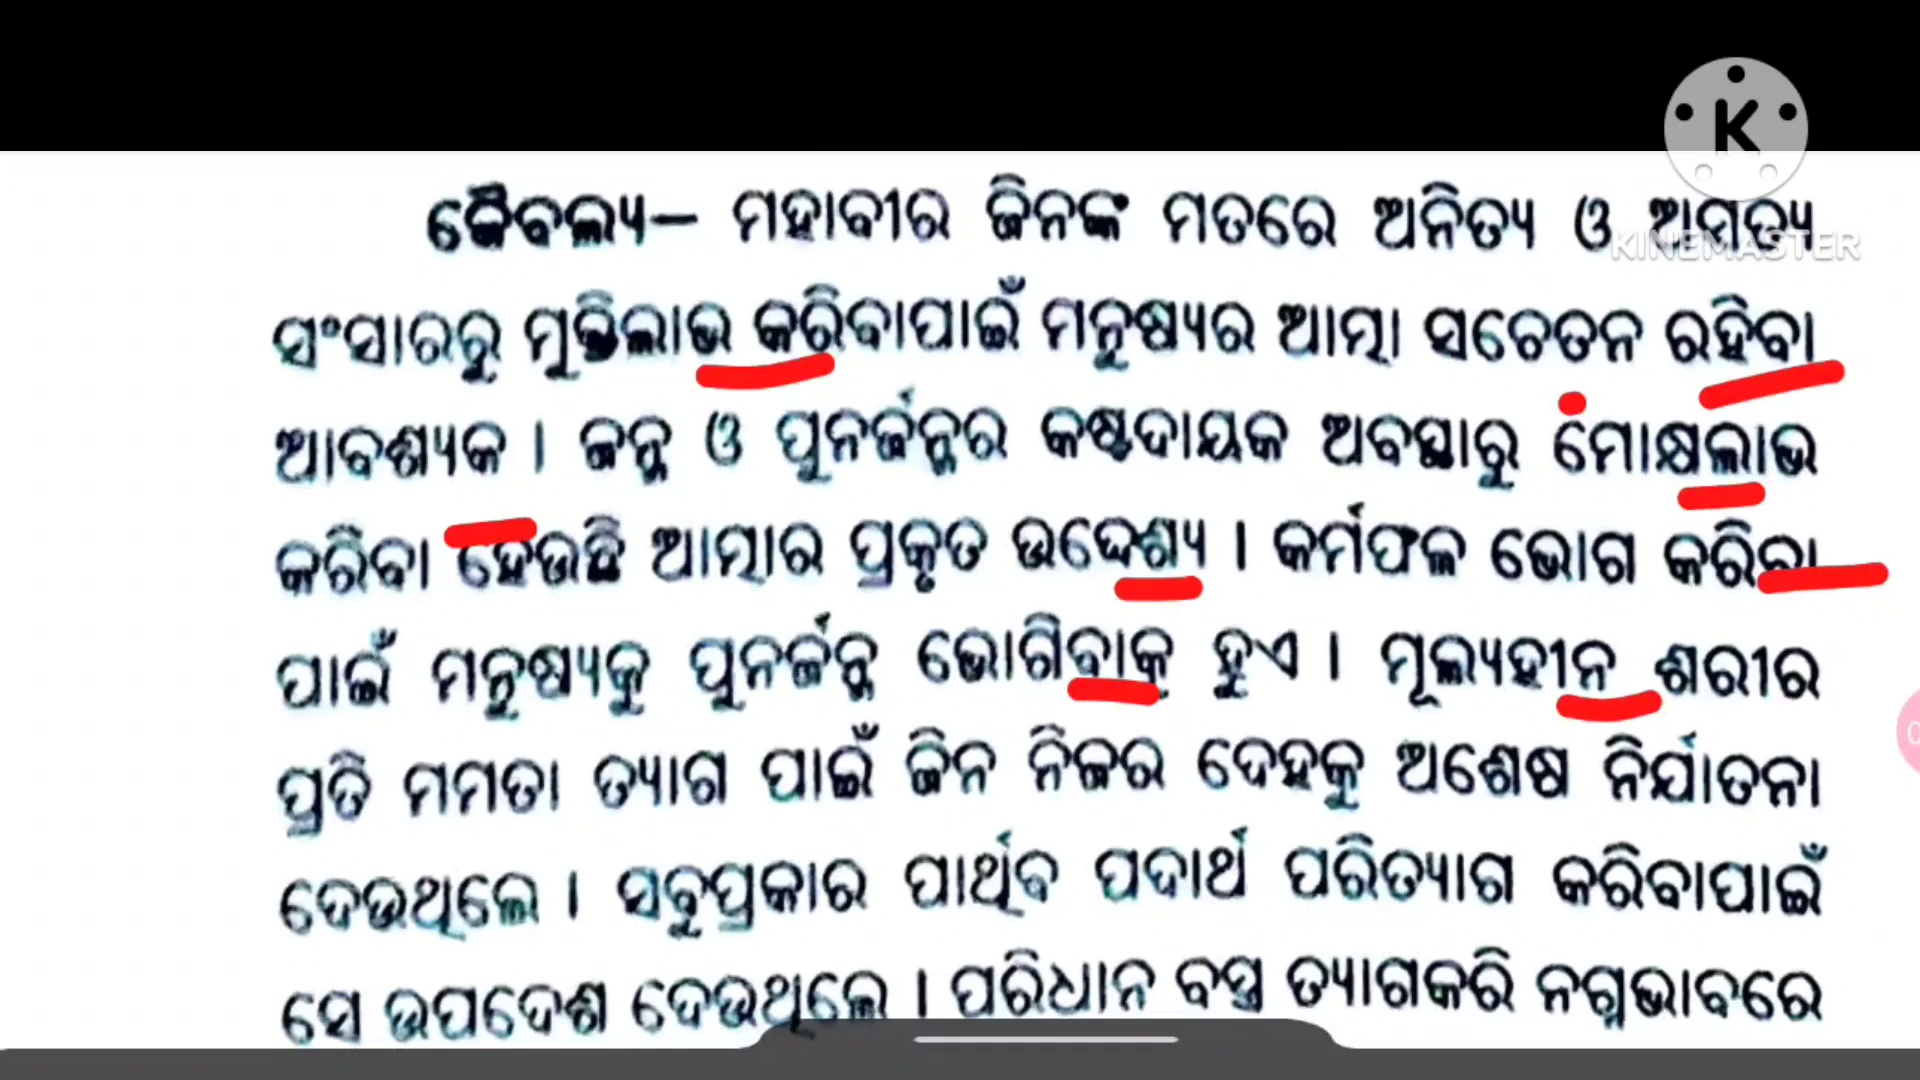 କୈବଲ୍ୟ— ମହାବୀର ଜିନଙ୍କ ମତରେ ଅନିତ୍ୟ ଓ ଅସତ୍ୟ
KINEMASTER
ସଂସାରରୁ ମୁକ୍ତିଲାଭ କରିବାପାଇଁ ମନୁଷ୍ୟର ଆତ୍ମା ସଚେତନ ରହିବା
ଆବଶ୍ୟକ । ଜନ୍ମ ଓ ପୁନର୍ଜନ୍ମର କଷ୍ଟଦାୟକ ଅବସ୍ଥାରୁ ମୋକ୍ଷଲାଭ
କରିବା ହେଉଛି ଆତ୍ମାର ପ୍ରକୃତ ଉଦ୍ଦେଶ୍ୟ । କର୍ମଫଳ ଭୋଗ କରିବା
ପାଇଁ ମନୁଷ୍ୟକୁ ପୁନର୍ଜନ୍ମ ଭୋଗିବାକୁ ହୁଏ । ମୂଲ୍ୟହୀନ ଶରୀର
ପ୍ରତି ମମତା ତ୍ୟାଗ ପାଇଁ ଜିନ ନିଜର ଦେହକୁ ଅଶେଷ ନିର୍ଯାତନା
ଦେଉଥିଲେ । ସବୁପ୍ରକାର ପାର୍ଥିବ ପଦାର୍ଥ ପରିତ୍ୟାଗ କରିବାପାଇଁ
ସେ ଉପଦେଶ ଦେଉଥିଲେ । ପରିଧାନ ବସ୍ତ୍ର ତ୍ୟାଗକରି ନଗ୍ନଭାବରେ